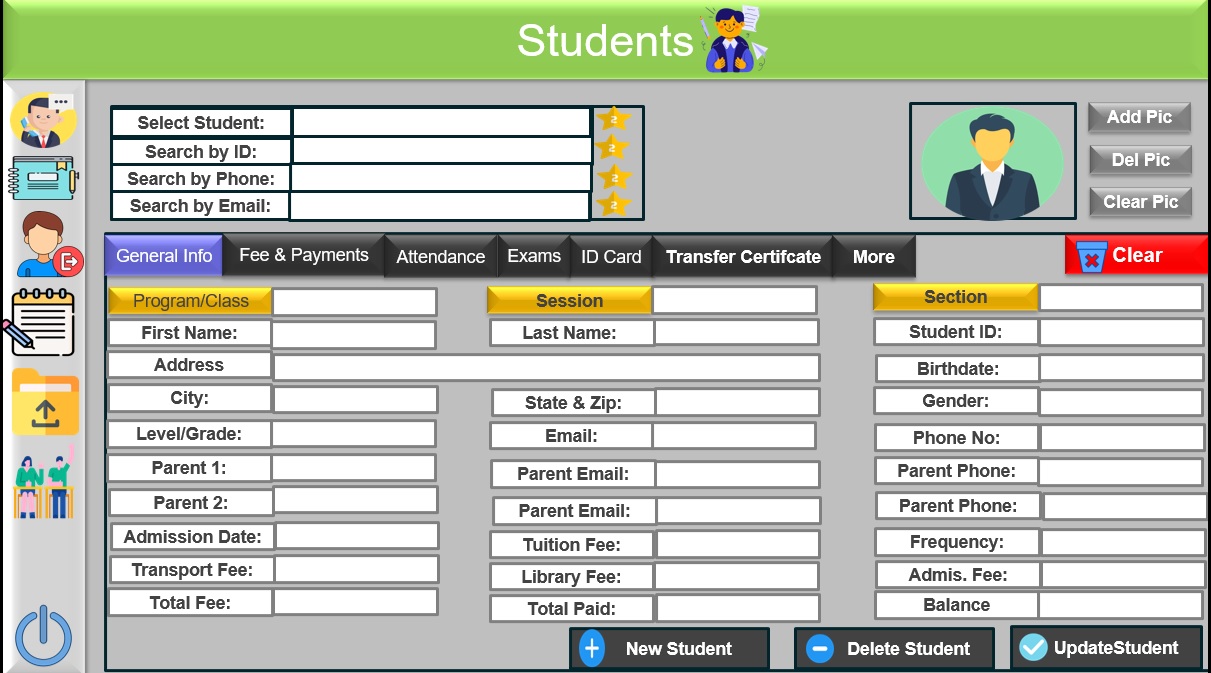 Students
Select Student:
Search by ID:
Search by Phone:
Search by Email:
2
2
2
2
Add Pic
Del Pic
Clear Pic
General Info Fee & Payments Attendance Exams ID Card Transfer Certifcate More Clear
Program/Class Session Section
First Name: Last Name: Student ID:
Address Birthdate:
City: State & Zip: Gender:
Level/Grade: Email: Phone No:
Parent 1: Parent Email: Parent Phone:
Parent 2: Parent Email: Parent Phone:
Admission Date: Tuition Fee: Frequency:
Transport Fee: Library Fee: Admis. Fee:
Total Fee: Total Paid: Balance
New Student Delete Student UpdateStudent